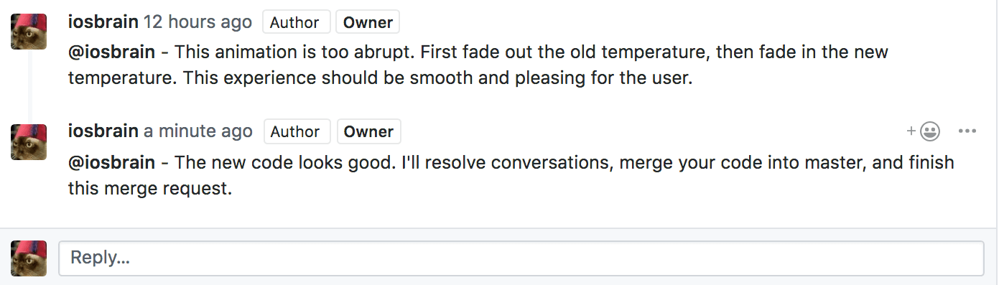 iosbrain 12 hours ago Author Owner
@iosbrain - This animation is too abrupt. First fade out the old temperature, then fade in the new
temperature. This experience should be smooth and pleasing for the user.
iosbrain a minute ago Author Owner
@iosbrain - The new code looks good. I'll resolve conversations, merge your code into master, and finish
this merge request.
Reply...